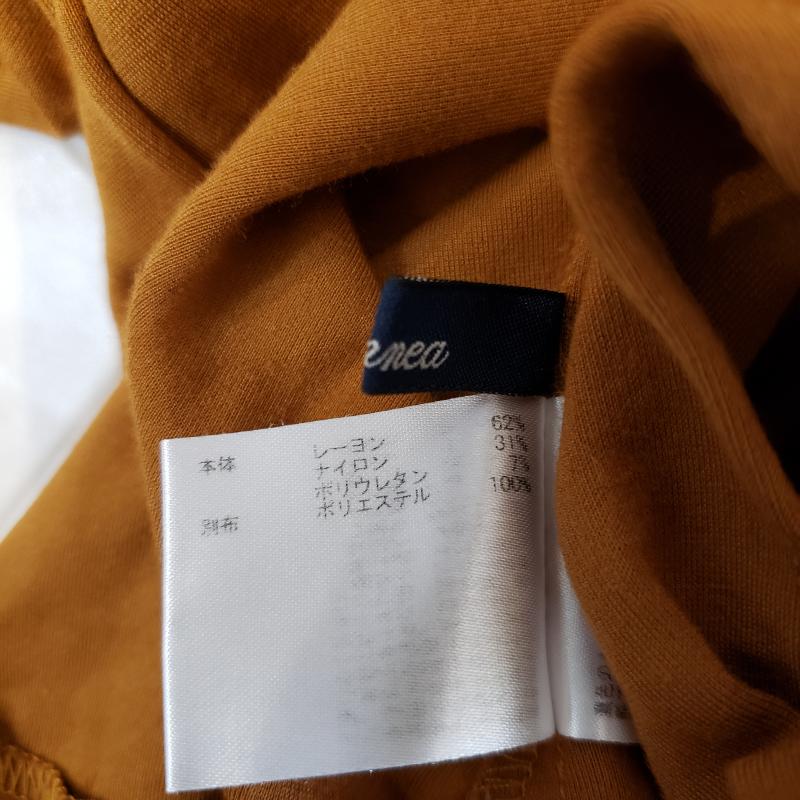 nea
本体 レーヨン 62%
ナイロン 31%
ポリウレタン 7%
別布 ポリエステル 100%